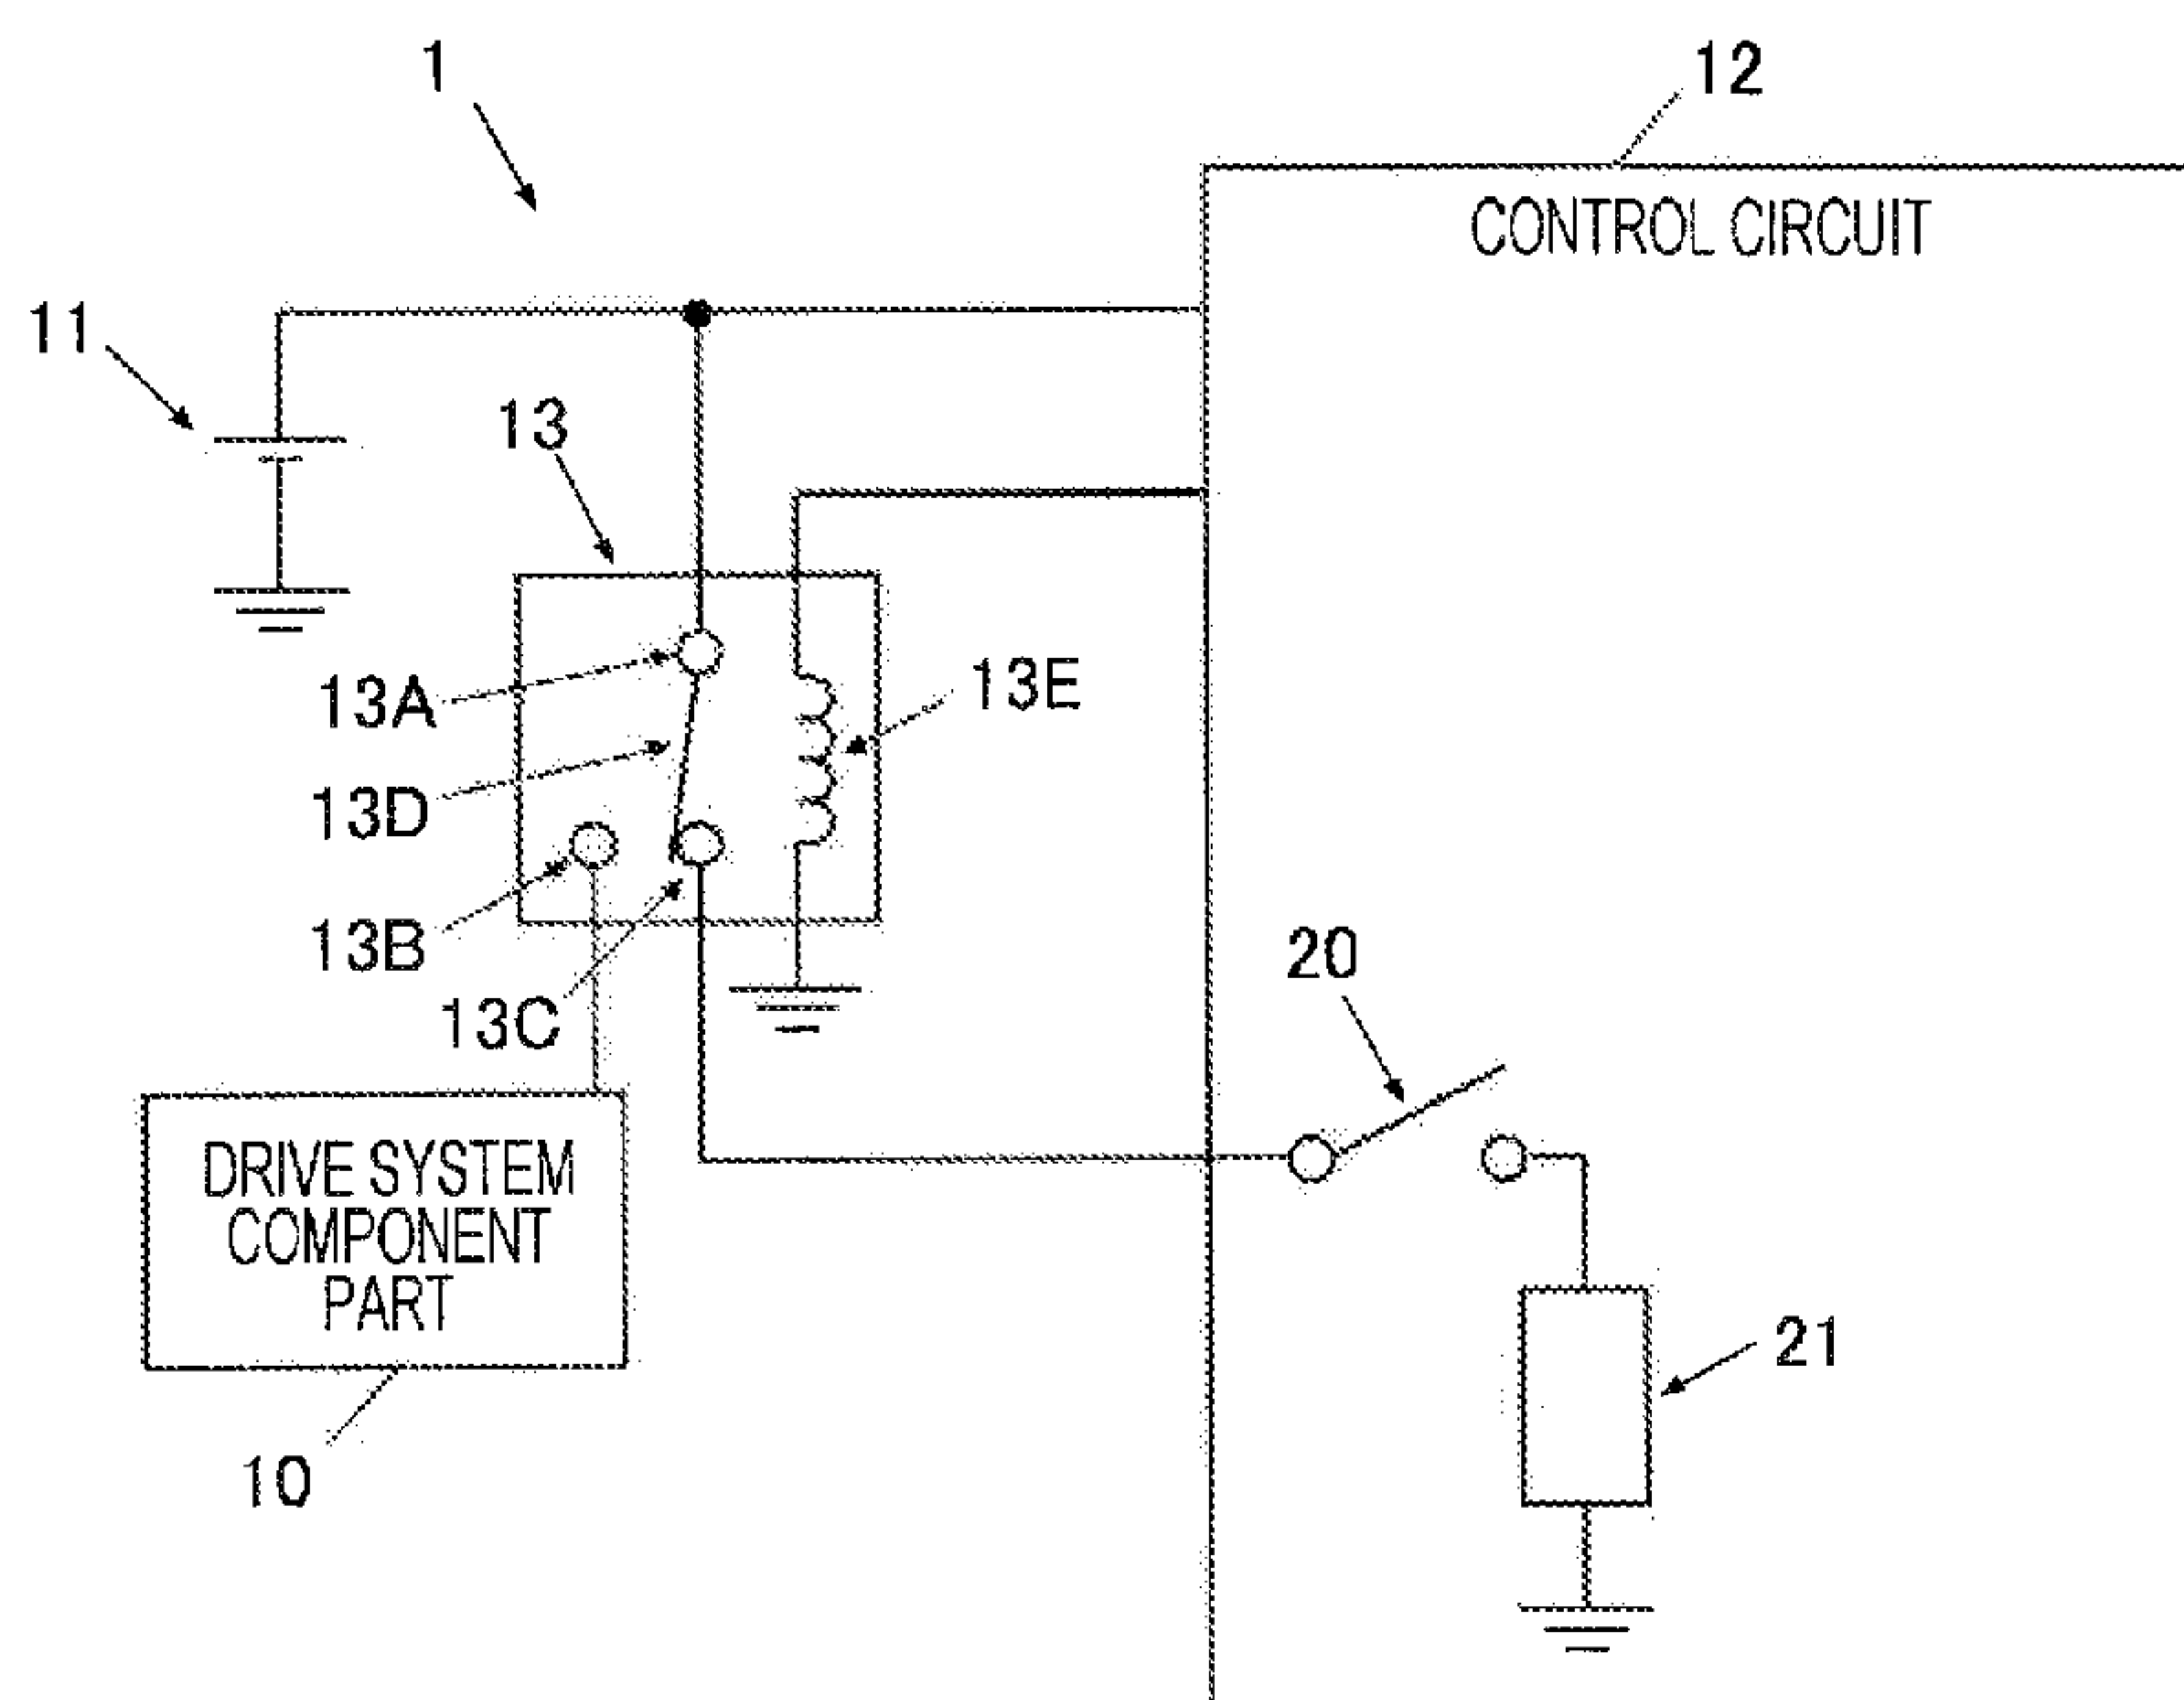 1
12
CONTROL CIRCUIT
11
13
13A
13E
13D
13B
13C
20
DRIVE SYSTEM
COMPONENT
PART
21
10